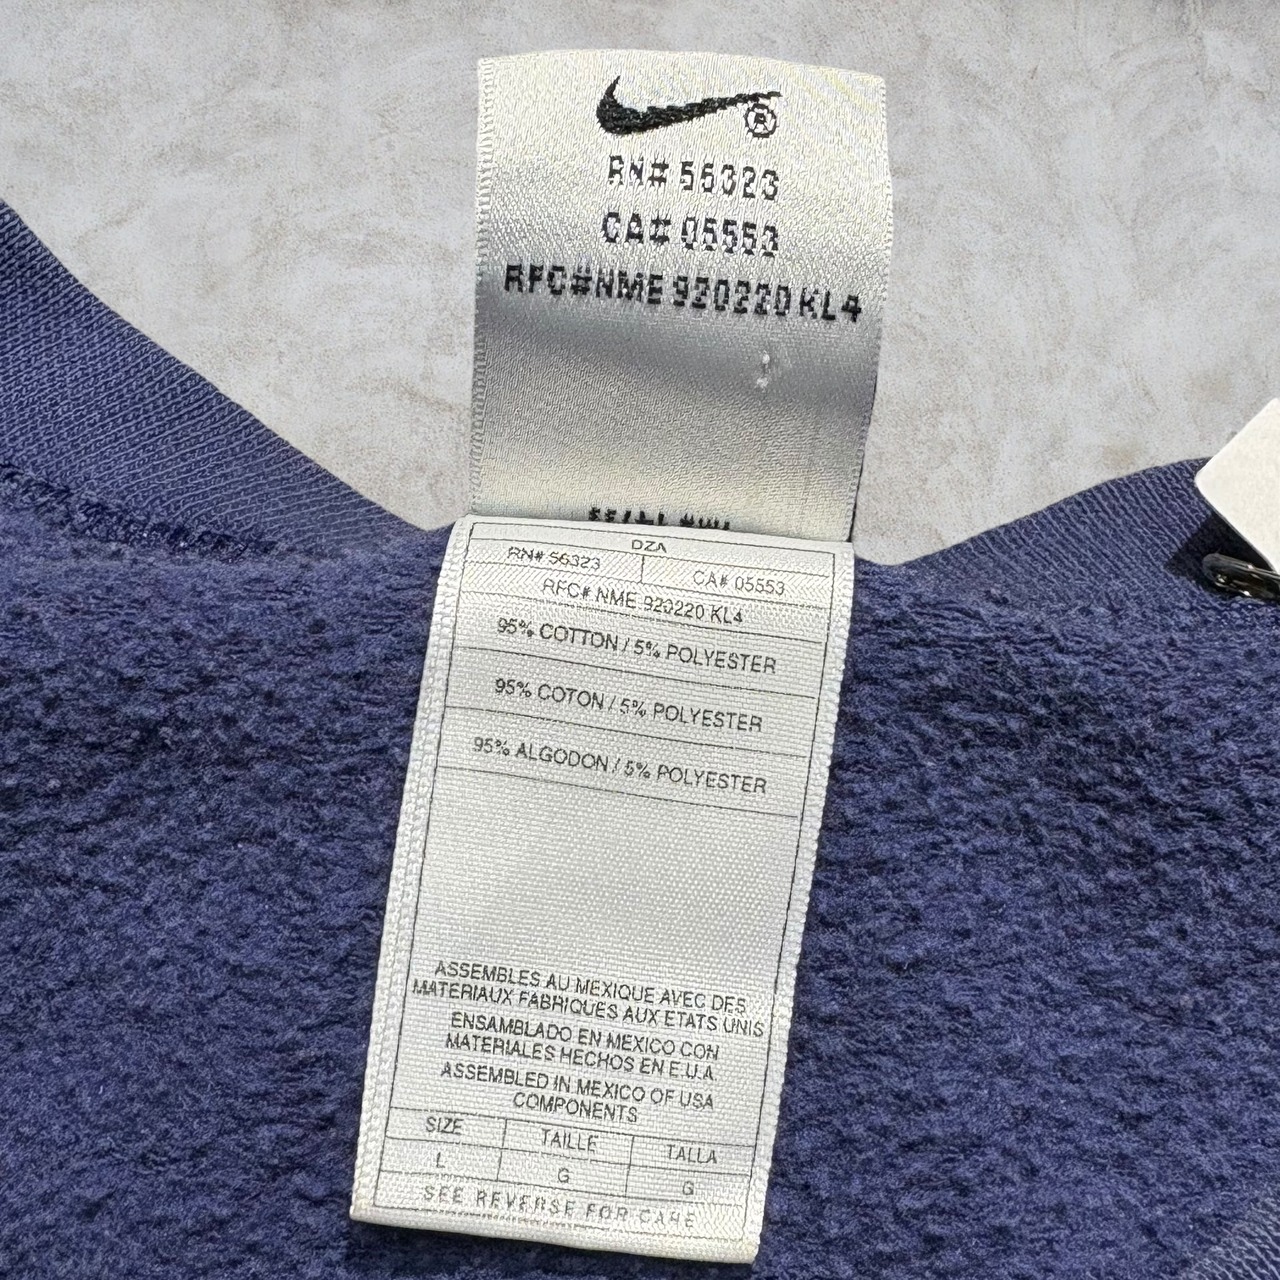 ®
RN# 56323
CA# 05553
RFC#NME 920220 KL4
DZA
RN# 56323 CA# 05553
RFC# NME 920220 KL4
95% COTTON / 5% POLYESTER
95% COTON / 5% POLYESTER
95% ALGODON / 5% POLYESTER
ASSEMBLES AU MEXIQUE AVEC DES
MATERIAUX FABRIQUES AUX ETATS UNIS
ENSAMBLADO EN MEXICO CON
MATERIALES HECHOS EN E.U.A.
ASSEMBLED IN MEXICO OF USA
COMPONENTS
SIZE TAILLE TALLA
L G G
SEE REVERSE FOR CARE